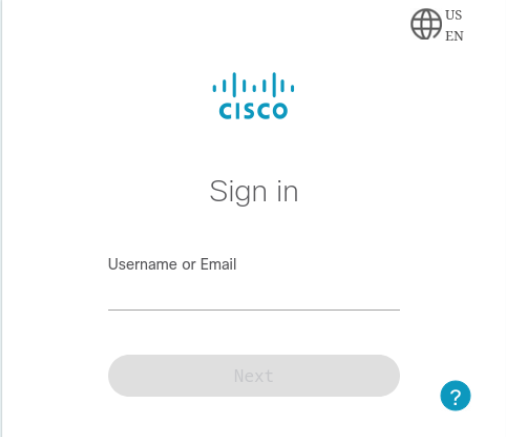 US
EN
CISCO
Sign in
Username or Email
Next
?